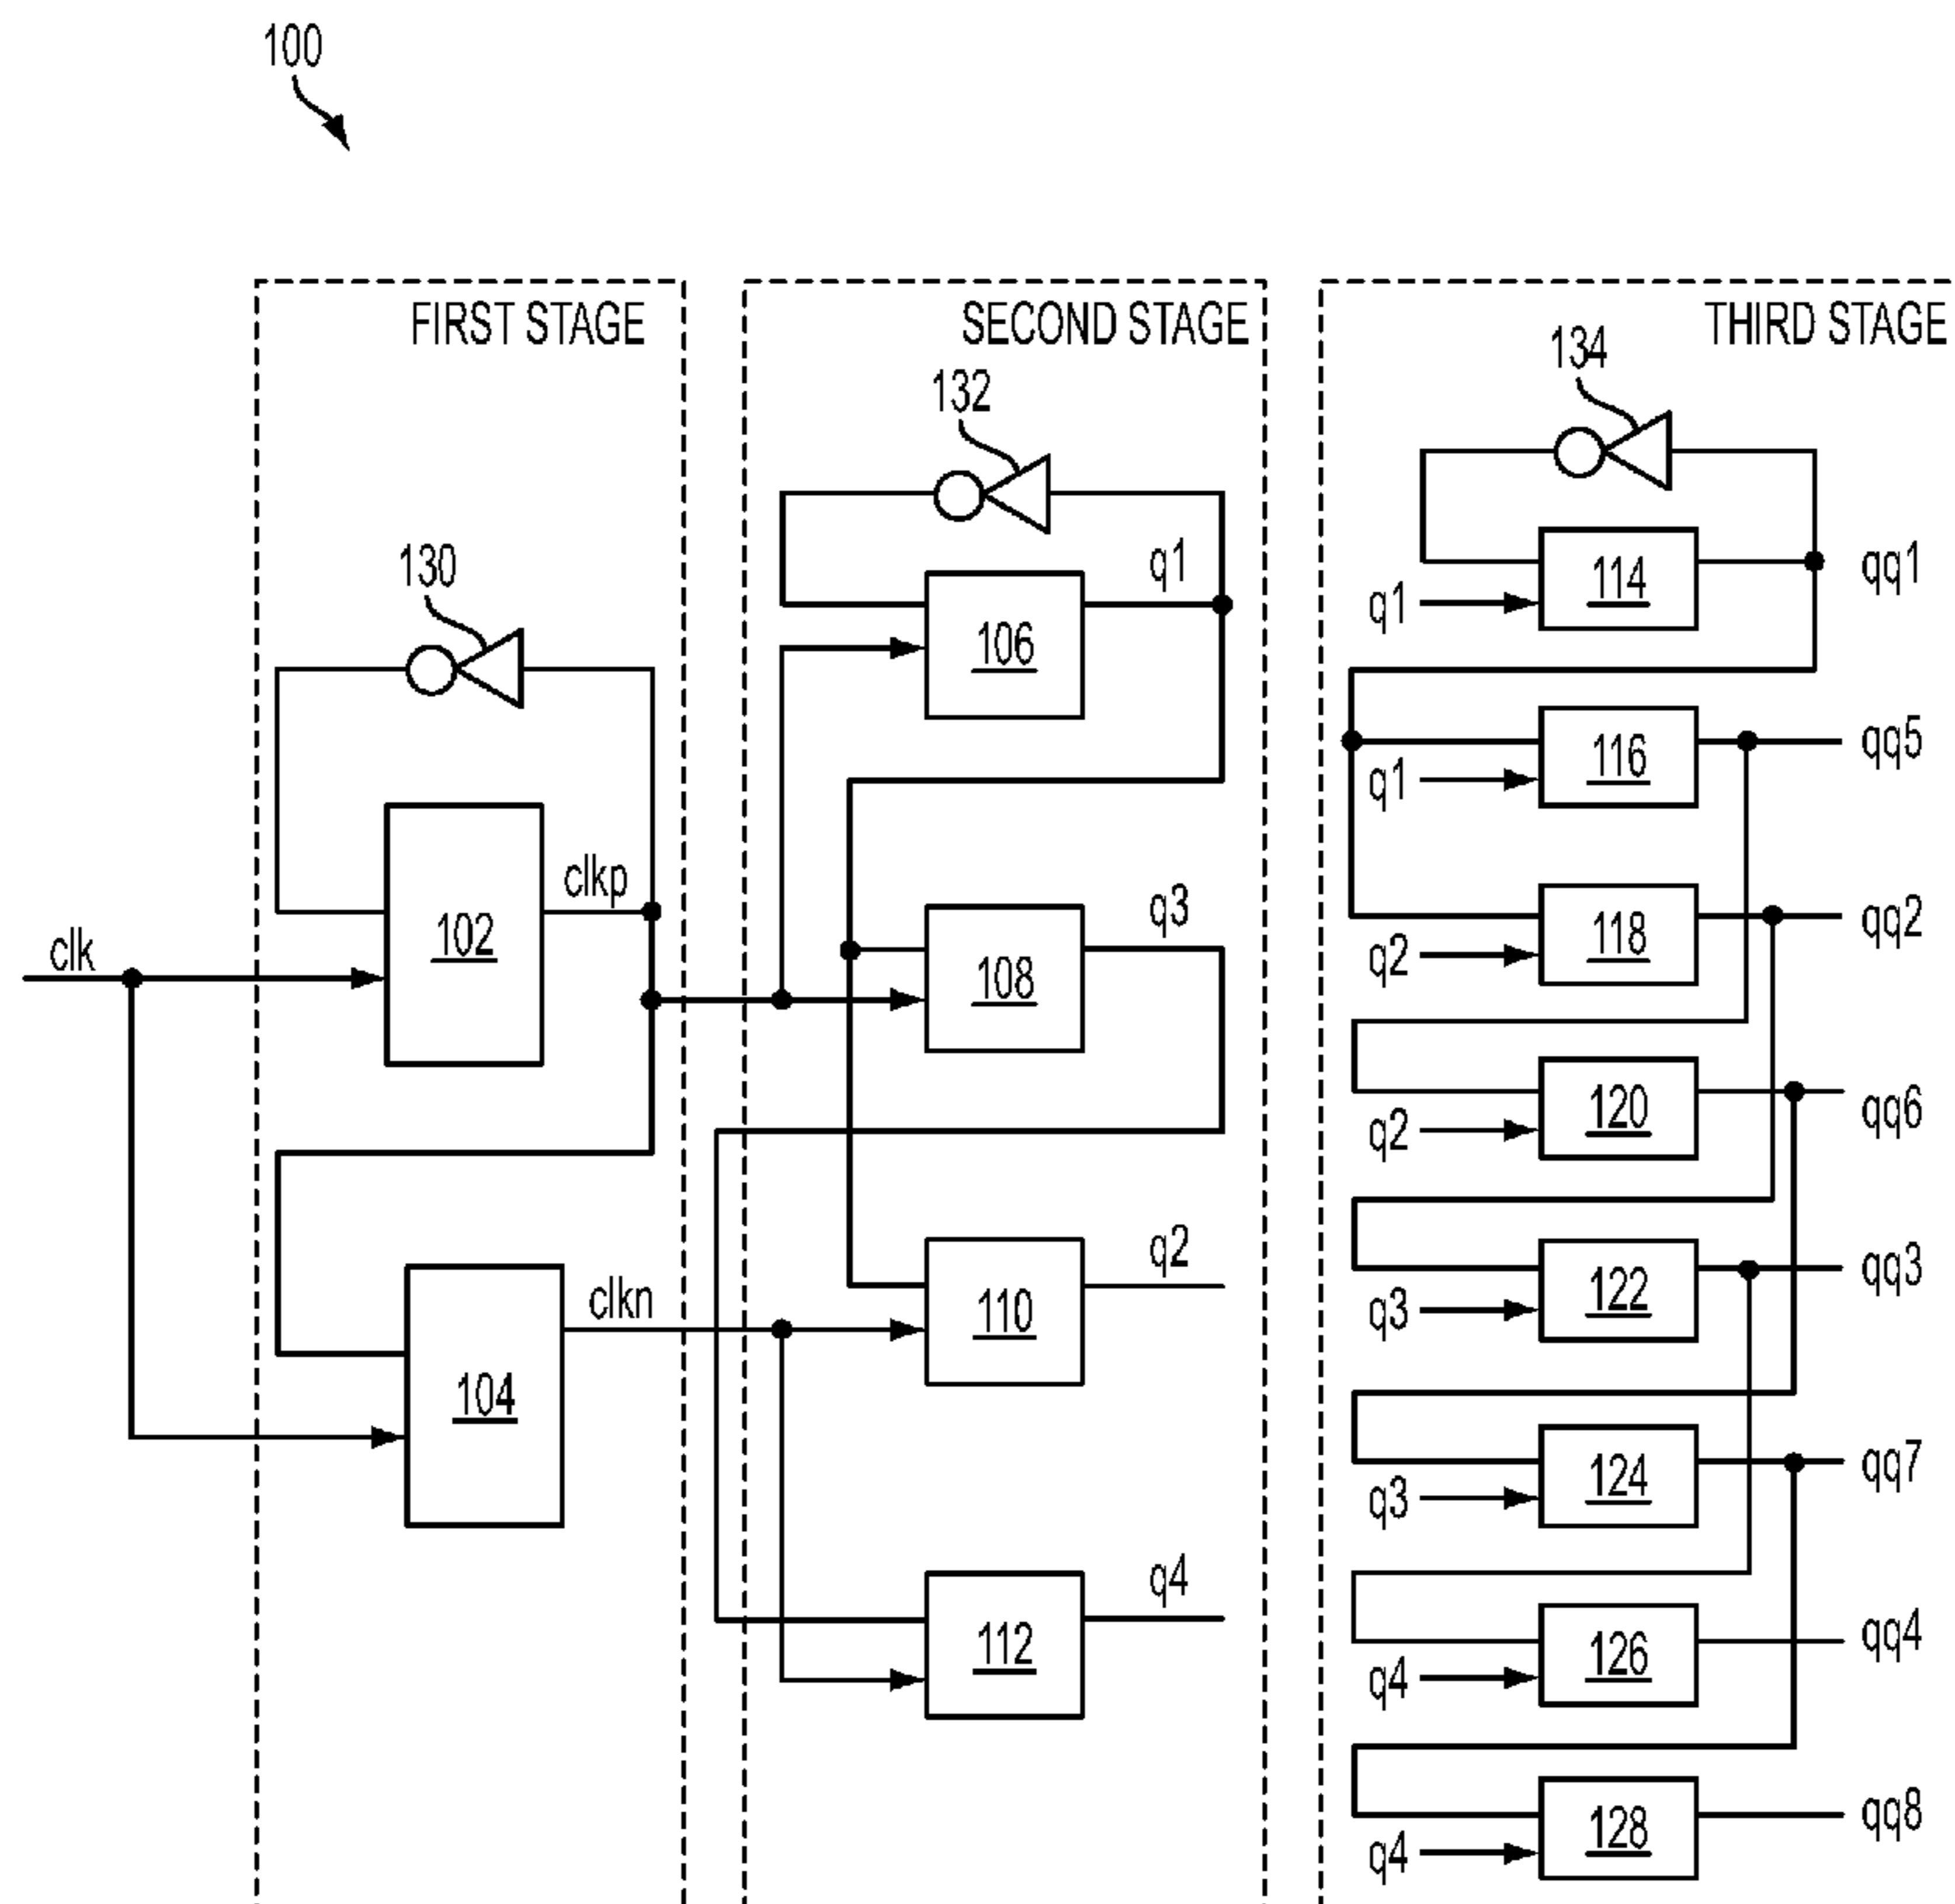 100
FIRST STAGE
SECOND STAGE
THIRD STAGE
130
clk
102
clkp
104
clkn
132
106
q1
108
q3
110
q2
112
q4
134
114
q1
qq1
116
q1
qq5
118
q2
qq2
120
q2
qq6
122
q3
qq3
124
q3
qq7
126
q4
qq4
128
q4
qq8